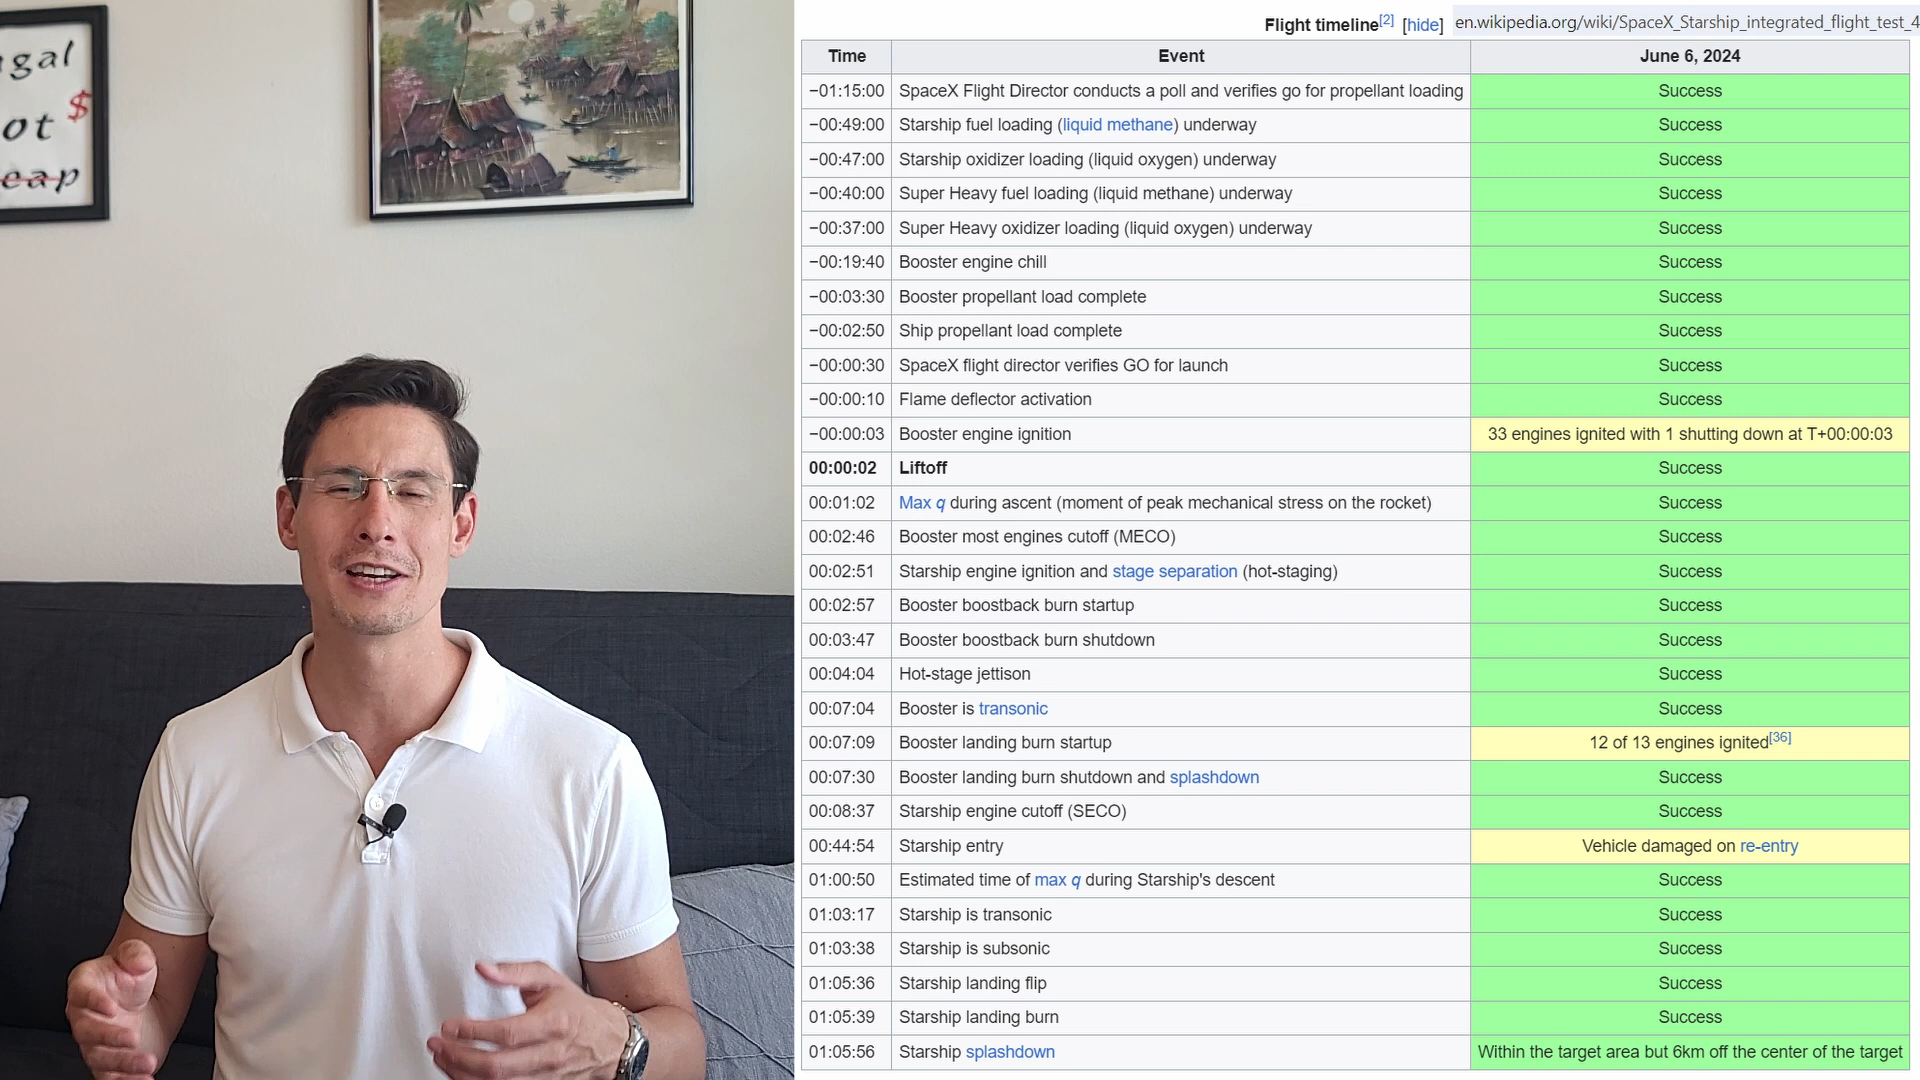 gal
ot $
eap
Flight timeline[2] [hide]
en.wikipedia.org/wiki/SpaceX_Starship_integrated_flight_test_4
Time Event June 6, 2024
−01:15:00 SpaceX Flight Director conducts a poll and verifies go for propellant loading Success
−00:49:00 Starship fuel loading (liquid methane) underway Success
−00:47:00 Starship oxidizer loading (liquid oxygen) underway Success
−00:40:00 Super Heavy fuel loading (liquid methane) underway Success
−00:37:00 Super Heavy oxidizer loading (liquid oxygen) underway Success
−00:19:40 Booster engine chill Success
−00:03:30 Booster propellant load complete Success
−00:02:50 Ship propellant load complete Success
−00:00:30 SpaceX flight director verifies GO for launch Success
−00:00:10 Flame deflector activation Success
−00:00:03 Booster engine ignition 33 engines ignited with 1 shutting down at T+00:00:03
00:00:02 Liftoff Success
00:01:02 Max q during ascent (moment of peak mechanical stress on the rocket) Success
00:02:46 Booster most engines cutoff (MECO) Success
00:02:51 Starship engine ignition and stage separation (hot-staging) Success
00:02:57 Booster boostback burn startup Success
00:03:47 Booster boostback burn shutdown Success
00:04:04 Hot-stage jettison Success
00:07:04 Booster is transonic Success
00:07:09 Booster landing burn startup 12 of 13 engines ignited[36]
00:07:30 Booster landing burn shutdown and splashdown Success
00:08:37 Starship engine cutoff (SECO) Success
00:44:54 Starship entry Vehicle damaged on re-entry
01:00:50 Estimated time of max q during Starship's descent Success
01:03:17 Starship is transonic Success
01:03:38 Starship is subsonic Success
01:05:36 Starship landing flip Success
01:05:39 Starship landing burn Success
01:05:56 Starship splashdown Within the target area but 6km off the center of the target